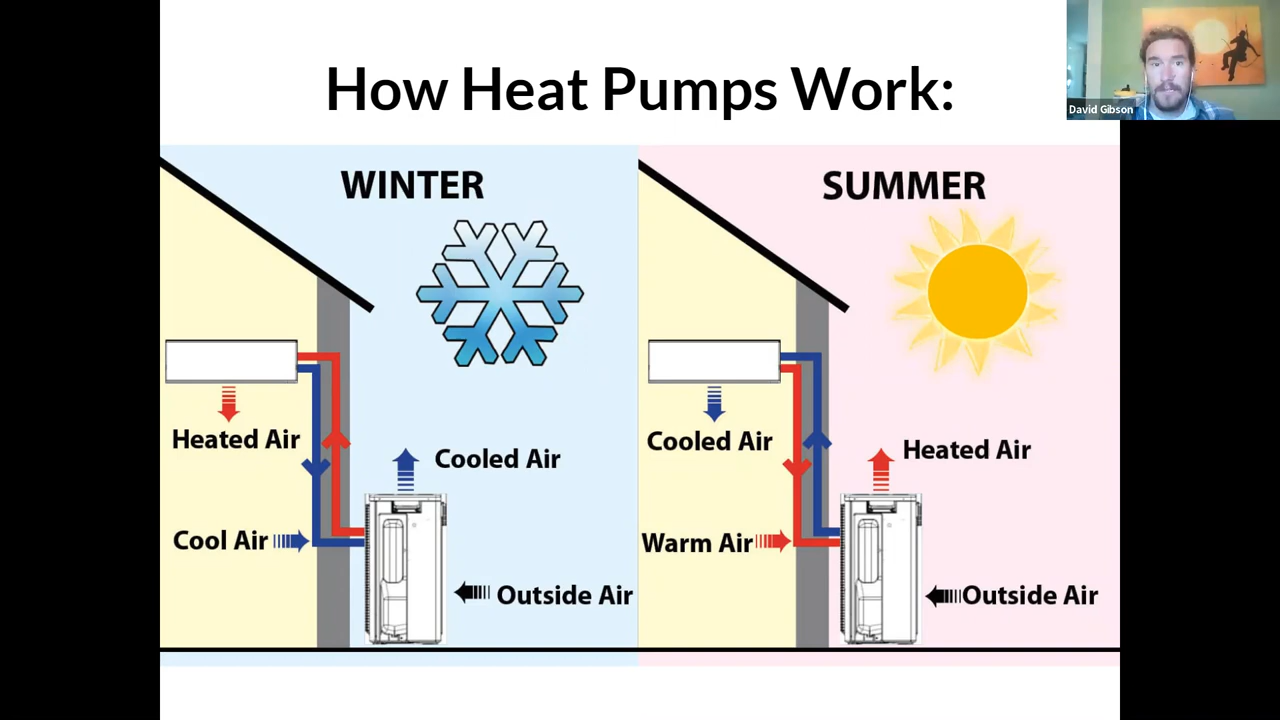 How Heat Pumps Work:
David Gibson
WINTER
Heated Air
Cooled Air
Cool Air
Outside Air
SUMMER
Cooled Air
Heated Air
Warm Air
Outside Air